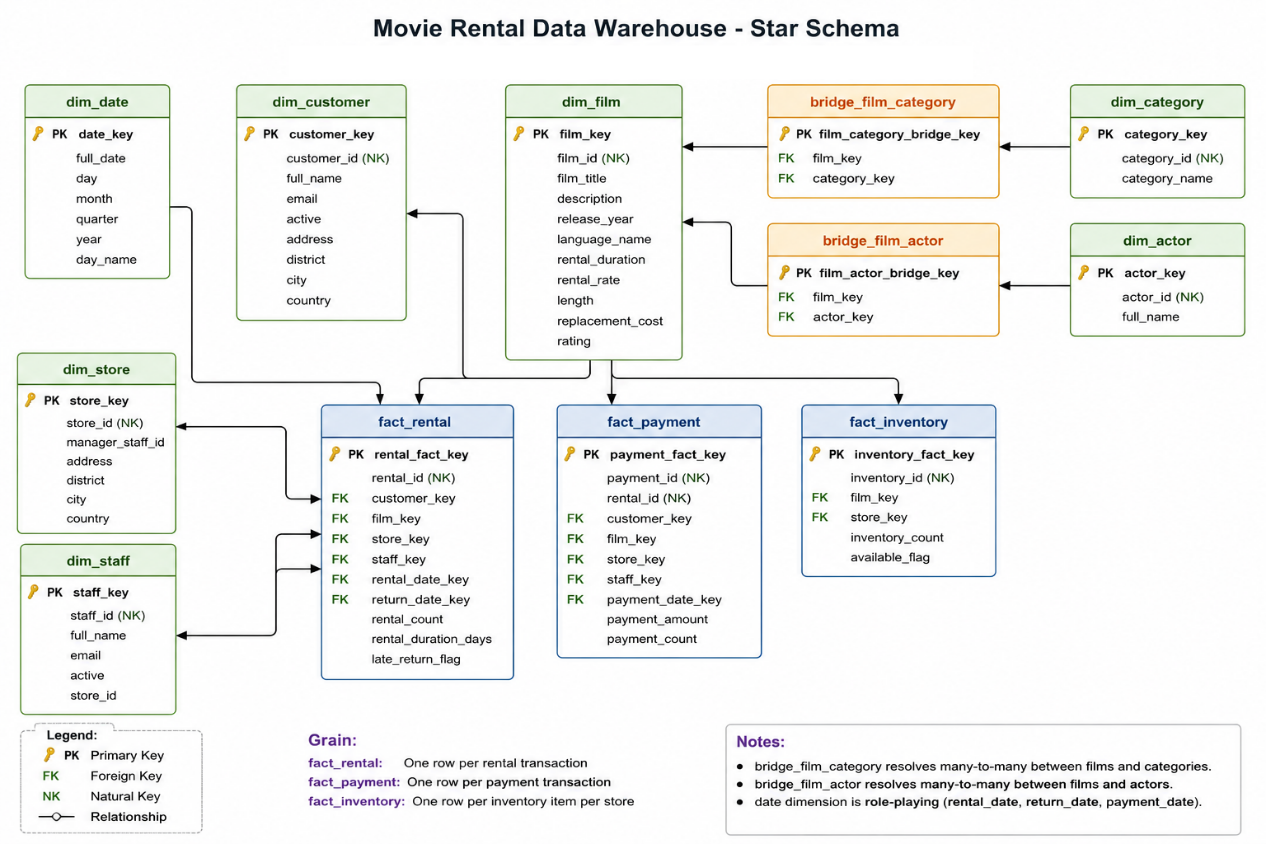 Movie Rental Data Warehouse - Star Schema
dim_date
PK date_key
full_date
day
month
quarter
year
day_name
dim_customer
PK customer_key
customer_id (NK)
full_name
email
active
address
district
city
country
dim_film
PK film_key
film_id (NK)
film_title
description
release_year
language_name
rental_duration
rental_rate
length
replacement_cost
rating
bridge_film_category
PK film_category_bridge_key
FK film_key
FK category_key
dim_category
PK category_key
category_id (NK)
category_name
bridge_film_actor
PK film_actor_bridge_key
FK film_key
FK actor_key
dim_actor
PK actor_key
actor_id (NK)
full_name
dim_store
PK store_key
store_id (NK)
manager_staff_id
address
district
city
country
dim_staff
PK staff_key
staff_id (NK)
full_name
email
active
store_id
fact_rental
PK rental_fact_key
rental_id (NK)
FK customer_key
FK film_key
FK store_key
FK staff_key
FK rental_date_key
FK return_date_key
rental_count
rental_duration_days
late_return_flag
fact_payment
PK payment_fact_key
payment_id (NK)
rental_id (NK)
FK customer_key
FK film_key
FK store_key
FK staff_key
FK payment_date_key
payment_amount
payment_count
fact_inventory
PK inventory_fact_key
inventory_id (NK)
FK film_key
FK store_key
inventory_count
available_flag
Legend:
PK Primary Key
FK Foreign Key
NK Natural Key
Relationship
Grain:
fact_rental: One row per rental transaction
fact_payment: One row per payment transaction
fact_inventory: One row per inventory item per store
Notes:
● bridge_film_category resolves many-to-many between films and categories.
● bridge_film_actor resolves many-to-many between films and actors.
● date dimension is role-playing (rental_date, return_date, payment_date).